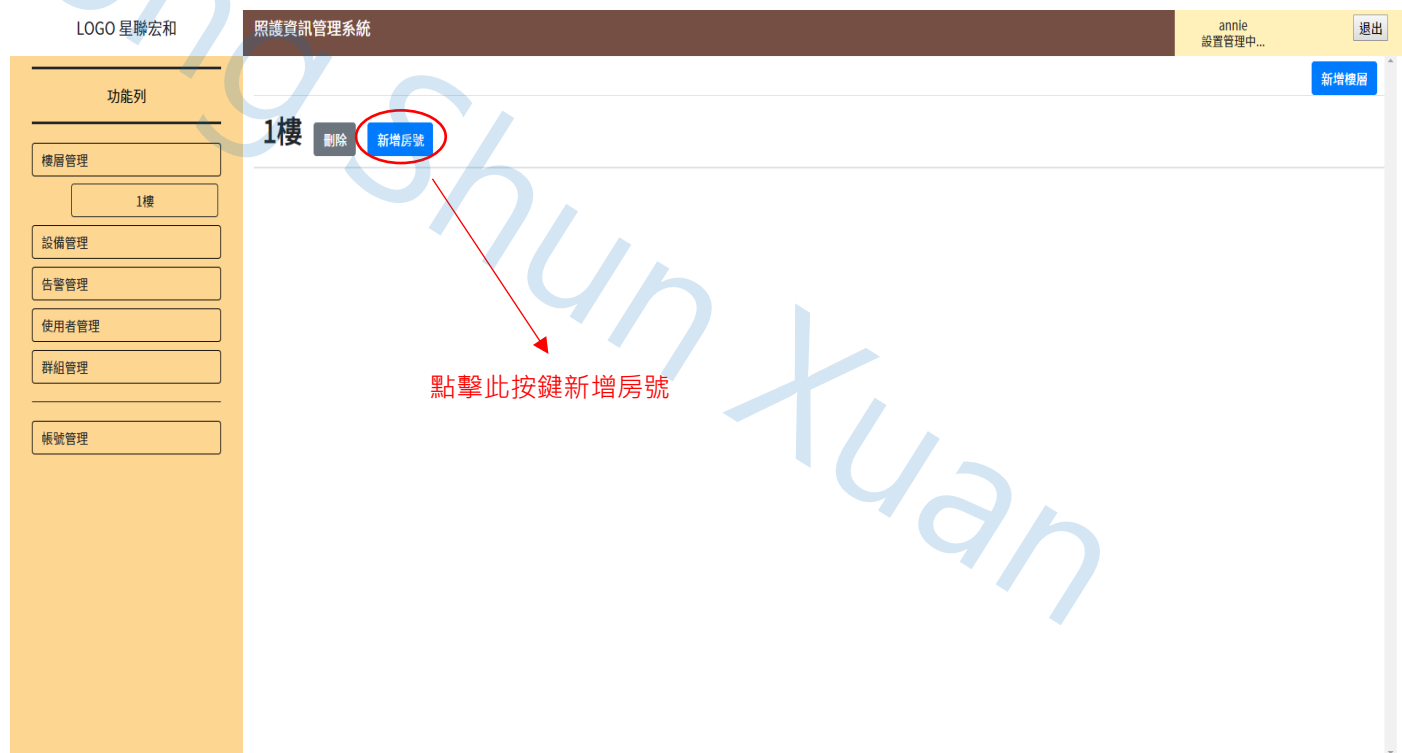 LOGO 星聯宏和
照護資訊管理系統
annie
設置管理中...
退出
功能列
新增樓層
1樓 刪除 新增房號
樓層管理
1樓
設備管理
告警管理
使用者管理
群組管理
帳號管理
點擊此按鍵新增房號
ng Shun Xuan